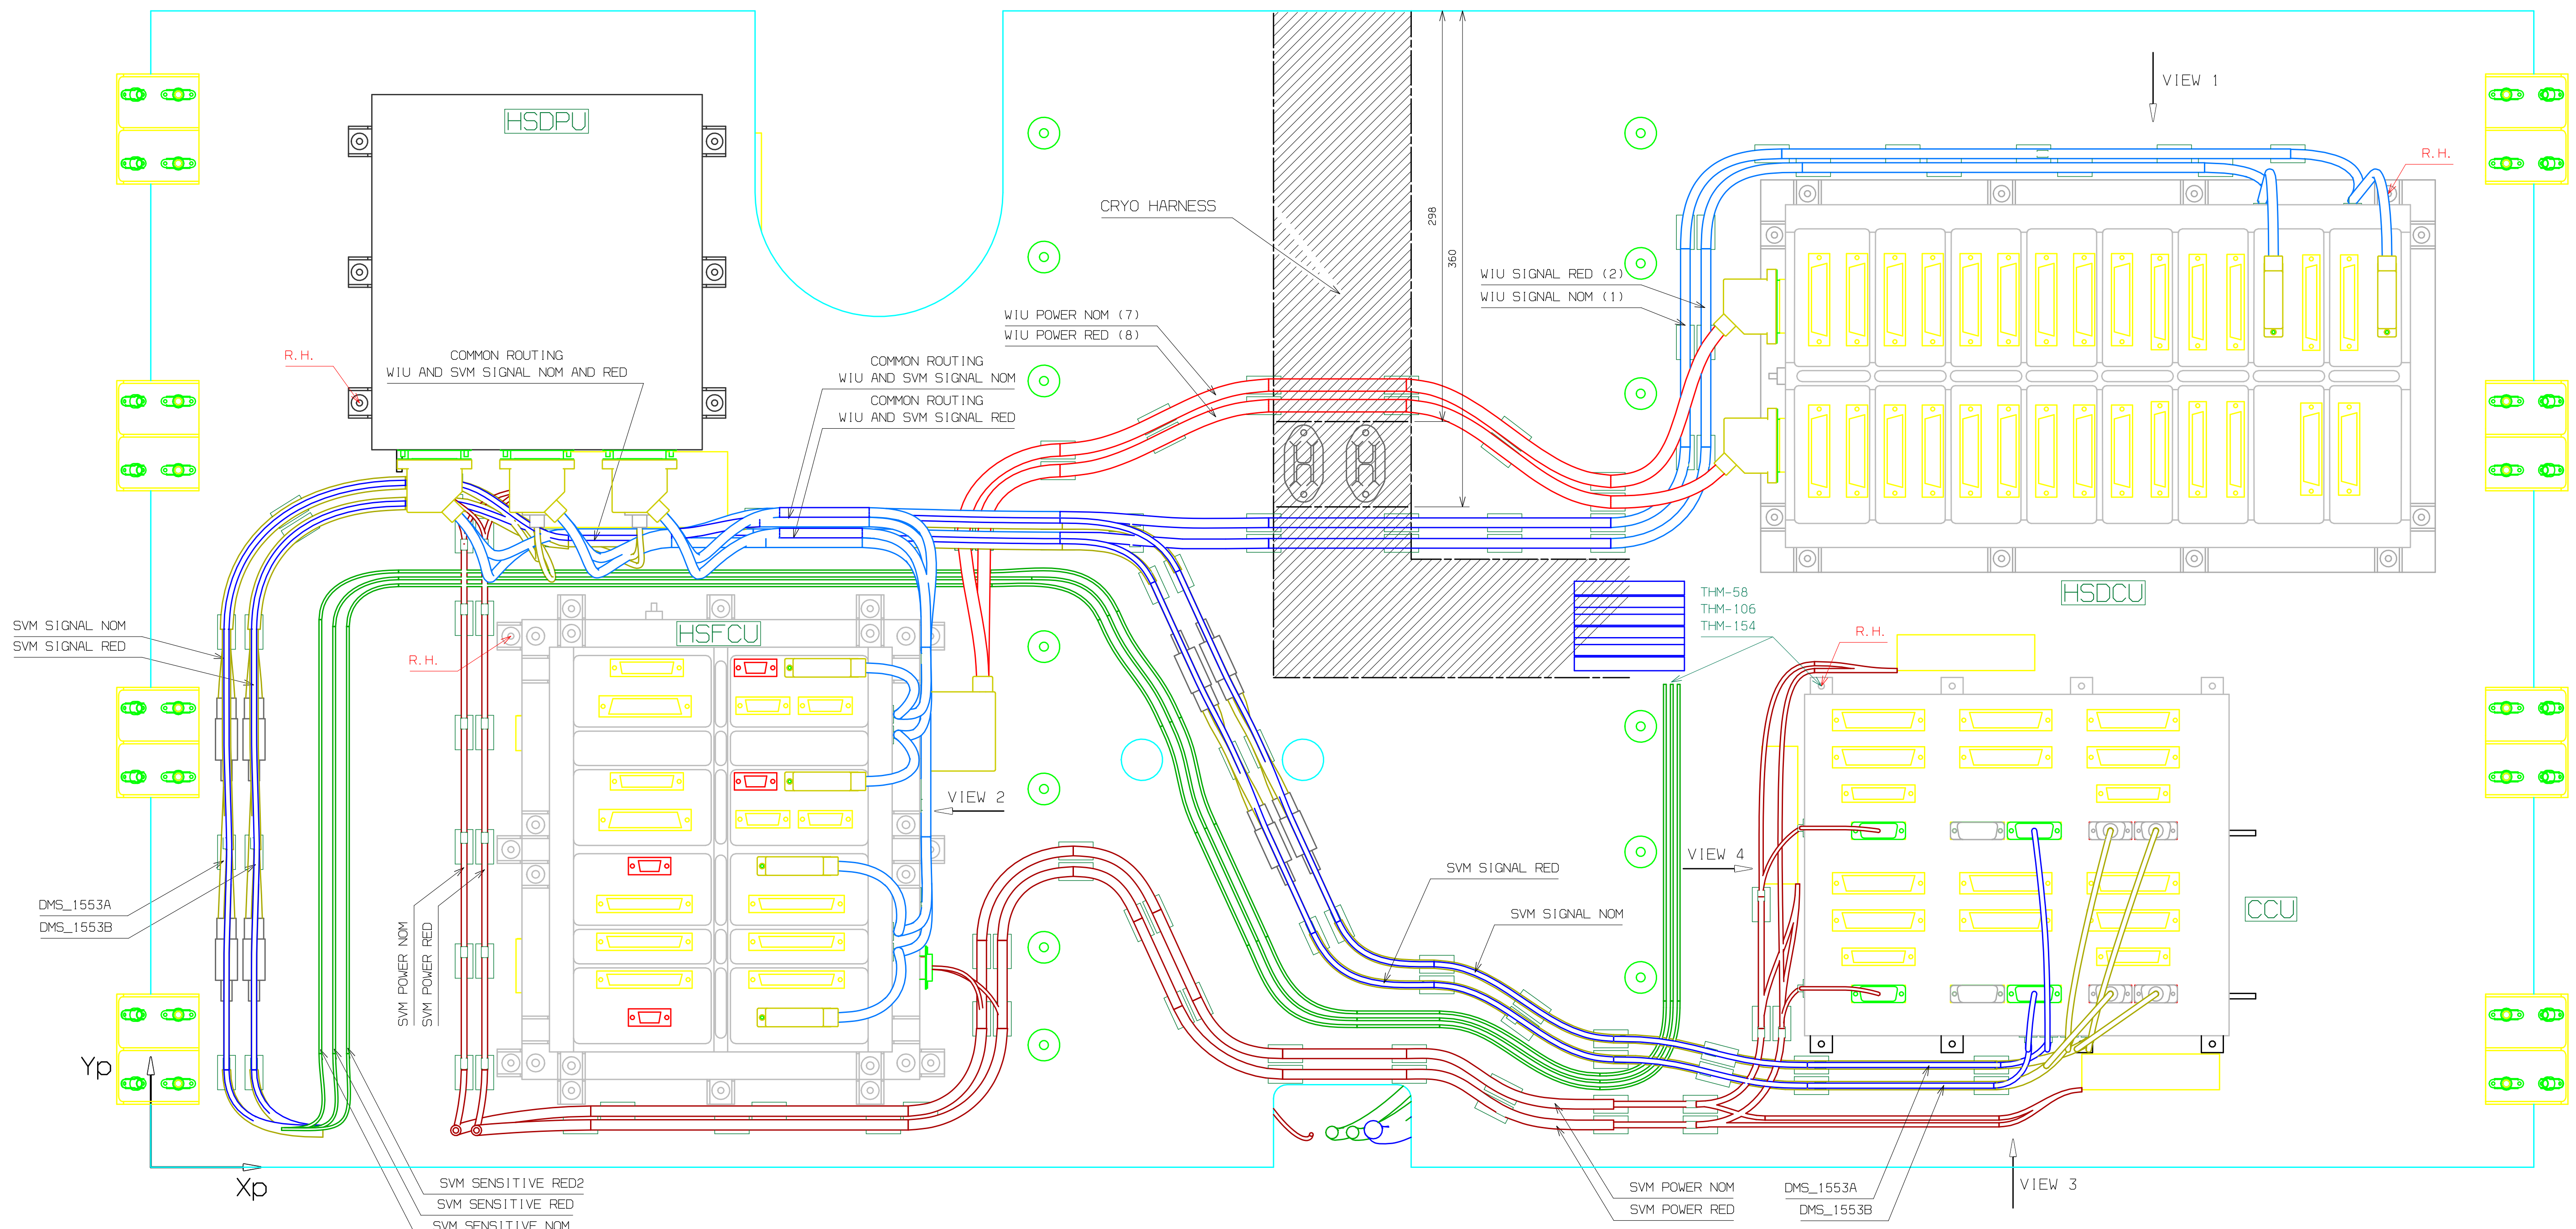 VIEW 1
HSDPU
R.H.
CRYO HARNESS
298
360
WIU SIGNAL RED (2)
WIU SIGNAL NOM (1)
WIU POWER NOM (7)
WIU POWER RED (8)
R.H.
COMMON ROUTING
WIU AND SVM SIGNAL NOM AND RED
COMMON ROUTING
WIU AND SVM SIGNAL NOM
COMMON ROUTING
WIU AND SVM SIGNAL RED
HSDCU
THM-58
THM-106
THM-154
R.H.
SVM SIGNAL NOM
SVM SIGNAL RED
HSFCU
R.H.
VIEW 2
VIEW 4
SVM SIGNAL RED
SVM SIGNAL NOM
CCU
DMS_1553A
DMS_1553B
SVM POWER NOM
SVM POWER RED
Yp
Xp
SVM SENSITIVE RED2
SVM SENSITIVE RED
SVM SENSITIVE NOM
SVM POWER NOM
SVM POWER RED
DMS_1553A
DMS_1553B
VIEW 3